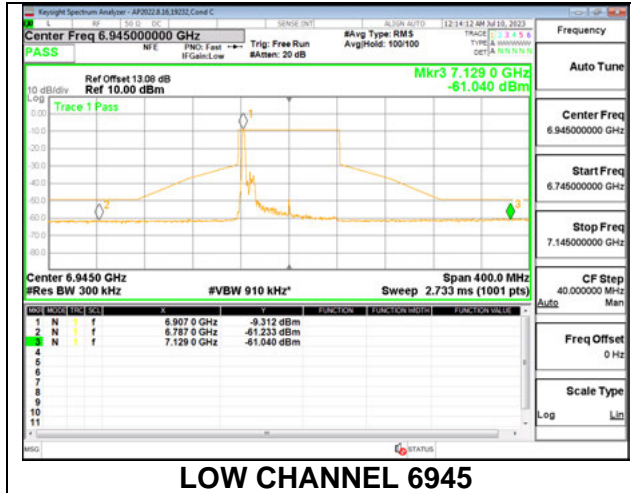 Keysight Spectrum Analyzer - AP2022.8.16,19232,Cond C
L RF 50 Ω DC SENSE:INT ALIGN AUTO 12:14:12 AM Jul 10, 2023
Center Freq 6.945000000 GHz
PASS
NFE PNO: Fast Trig: Free Run
IFGain:Low #Atten: 20 dB
#Avg Type: RMS
Avg|Hold: 100/100
TRACE 1 2 3 4 5 6
TYPE A WWWWW
DET A N N N N N
Ref Offset 13.08 dB
10 dB/div Ref 10.00 dBm
Mkr3 7.129 0 GHz
-61.040 dBm
Log
Trace 1 Pass
0.00
-10.0
-20.0
-30.0
-40.0
-50.0
-60.0
-70.0
-80.0
1
2
3
Center 6.9450 GHz Span 400.0 MHz
#Res BW 300 kHz #VBW 910 kHz* Sweep 2.733 ms (1001 pts)
MKR MODE TRC SCL X Y FUNCTION FUNCTION WIDTH FUNCTION VALUE
1 N 1 f 6.907 0 GHz -9.312 dBm
2 N 1 f 6.787 0 GHz -61.233 dBm
3 N 1 f 7.129 0 GHz -61.040 dBm
4
5
6
7
8
9
10
11
MSG STATUS
Frequency
Auto Tune
Center Freq
6.945000000 GHz
Start Freq
6.745000000 GHz
Stop Freq
7.145000000 GHz
CF Step
40.000000 MHz
Auto Man
Freq Offset
0 Hz
Scale Type
Log Lin
LOW CHANNEL 6945